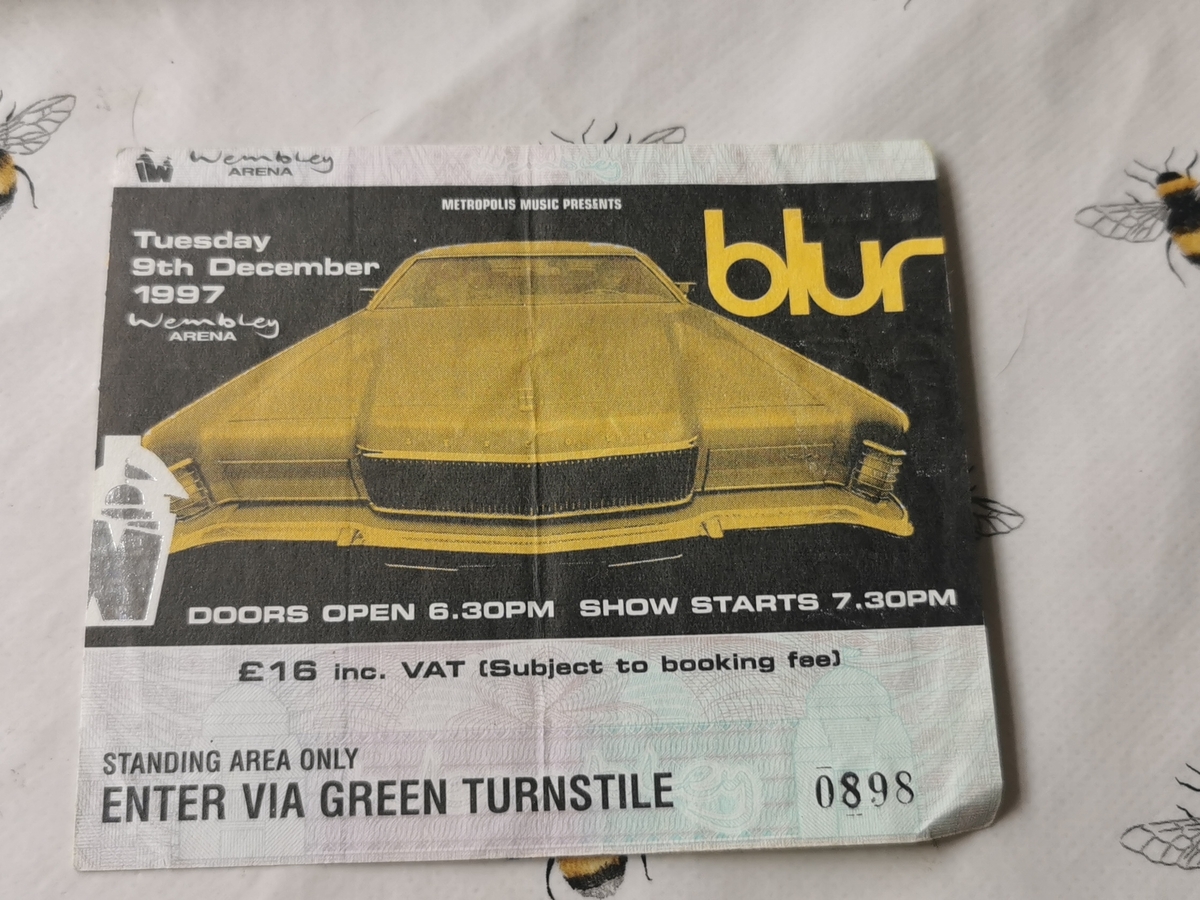 Wembley
ARENA
METROPOLIS MUSIC PRESENTS
blur
Tuesday
9th December
1997
Wembley
ARENA
DOORS OPEN 6.30PM SHOW STARTS 7.30PM
£16 inc. VAT (Subject to booking fee)
STANDING AREA ONLY
ENTER VIA GREEN TURNSTILE
0898